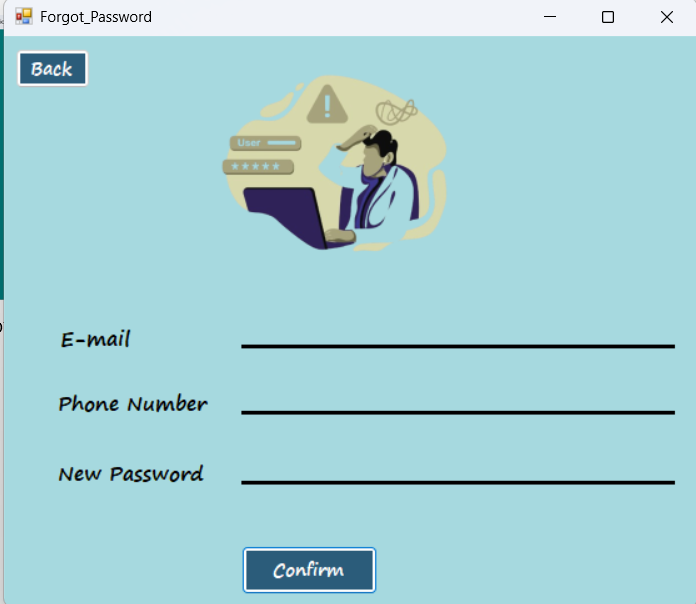 Forgot_Password
Back
User
*****
E-mail
Phone Number
New Password
Confirm